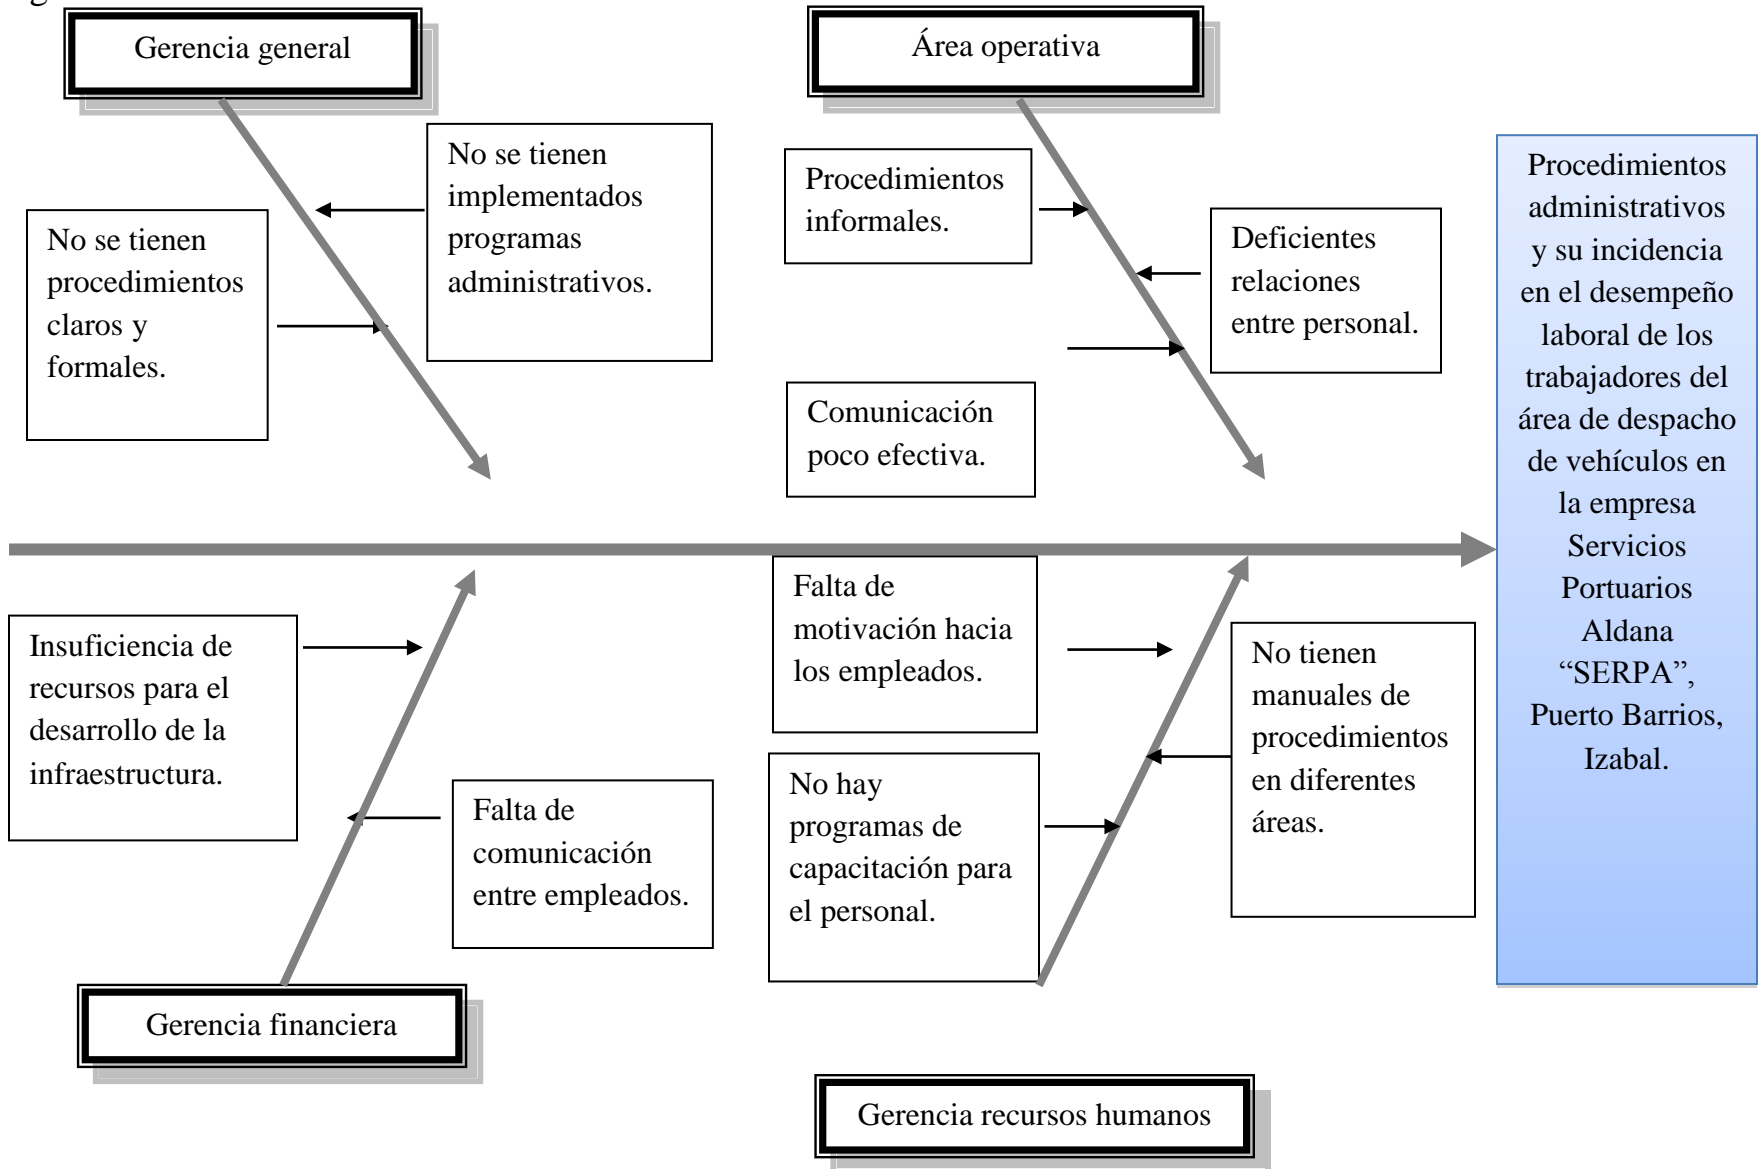 Gerencia general
Área operativa
No se tienen
implementados
programas
administrativos.
No se tienen
procedimientos
claros y
formales.
Procedimientos
informales.
Deficientes
relaciones
entre personal.
Comunicación
poco efectiva.
Procedimientos
administrativos
y su incidencia
en el desempeño
laboral de los
trabajadores del
área de despacho
de vehículos en
la empresa
Servicios
Portuarios
Aldana
“SERPA”,
Puerto Barrios,
Izabal.
Insuficiencia de
recursos para el
desarrollo de la
infraestructura.
Falta de
comunicación
entre empleados.
Falta de
motivación hacia
los empleados.
No hay
programas de
capacitación para
el personal.
No tienen
manuales de
procedimientos
en diferentes
áreas.
Gerencia financiera
Gerencia recursos humanos